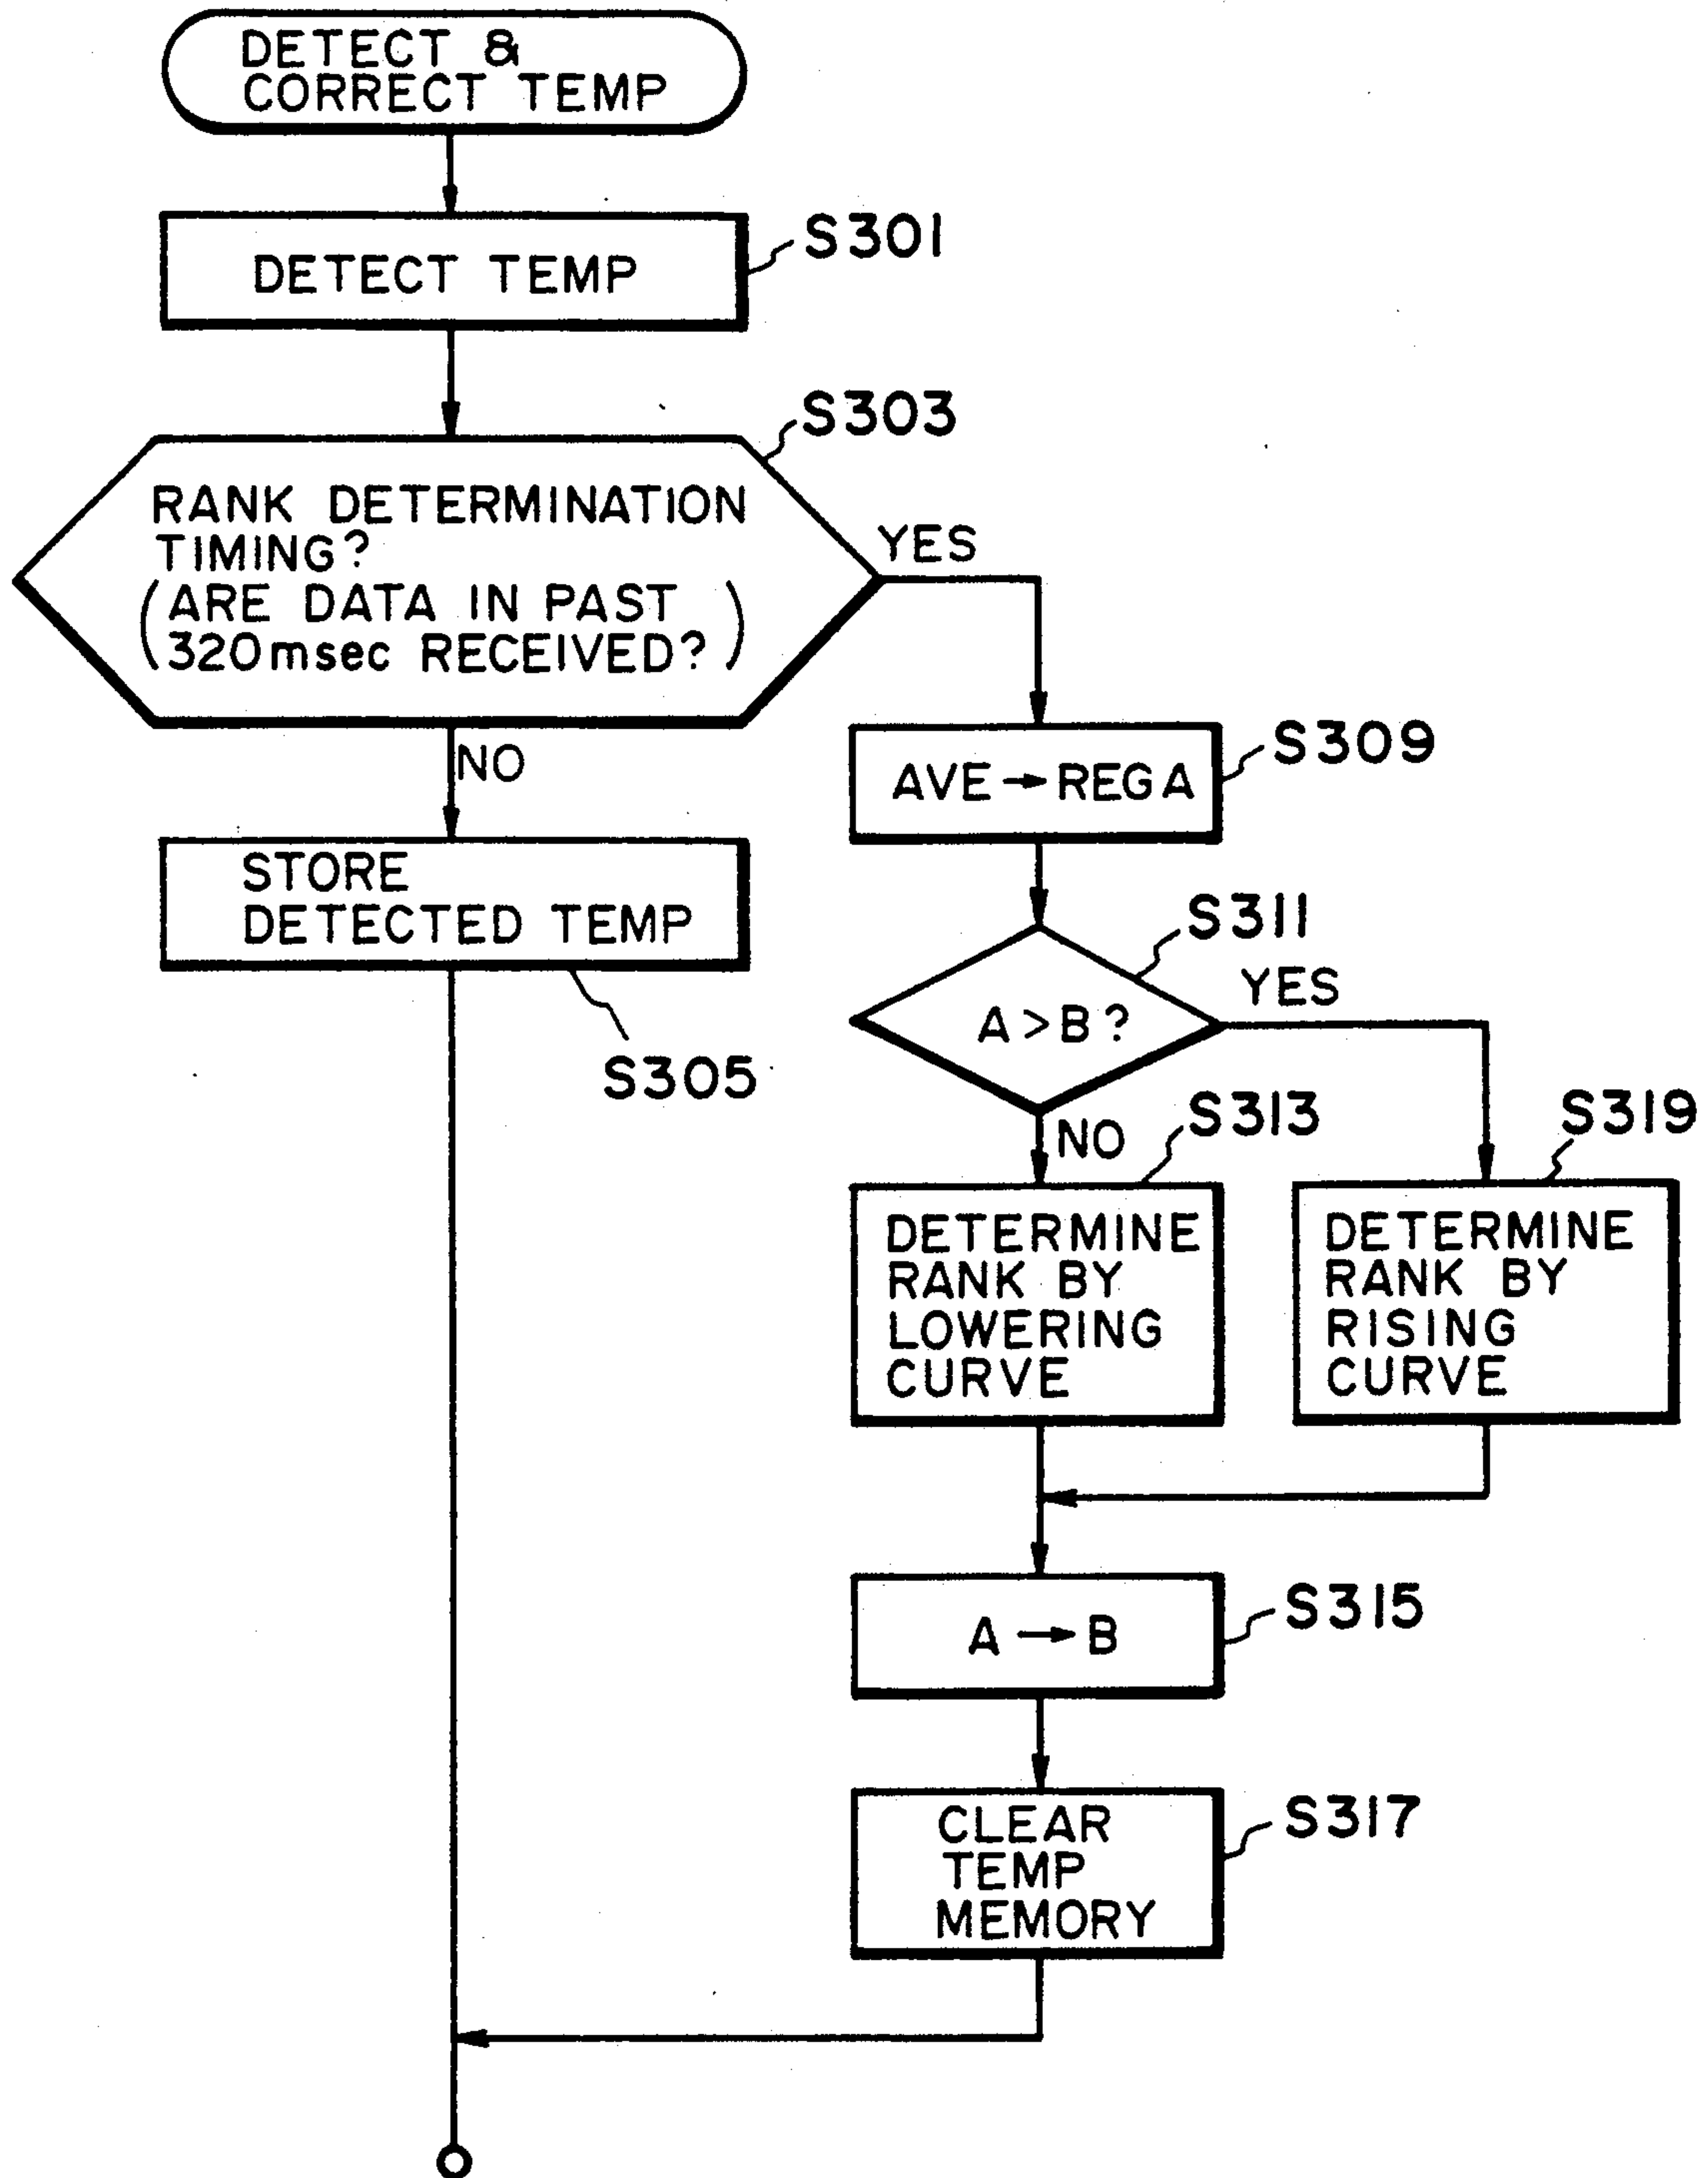 DETECT &
CORRECT TEMP
DETECT TEMP
S301
S303
RANK DETERMINATION
TIMING?
(ARE DATA IN PAST
320msec RECEIVED?)
YES
NO
S309
AVE → REG A
STORE
DETECTED TEMP
S305
S311
A > B ?
YES
NO
S313
S319
DETERMINE
RANK BY
LOWERING
CURVE
DETERMINE
RANK BY
RISING
CURVE
S315
A → B
S317
CLEAR
TEMP
MEMORY